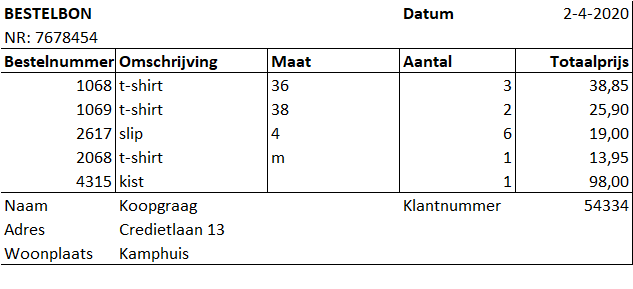 BESTELBON Datum 2-4-2020
NR: 7678454
Bestelnummer Omschrijving Maat Aantal Totaalprijs
1068 t-shirt 36 3 38,85
1069 t-shirt 38 2 25,90
2617 slip 4 6 19,00
2068 t-shirt m 1 13,95
4315 kist 1 98,00
Naam Koopgraag Klantnummer 54334
Adres Credietlaan 13
Woonplaats Kamphuis